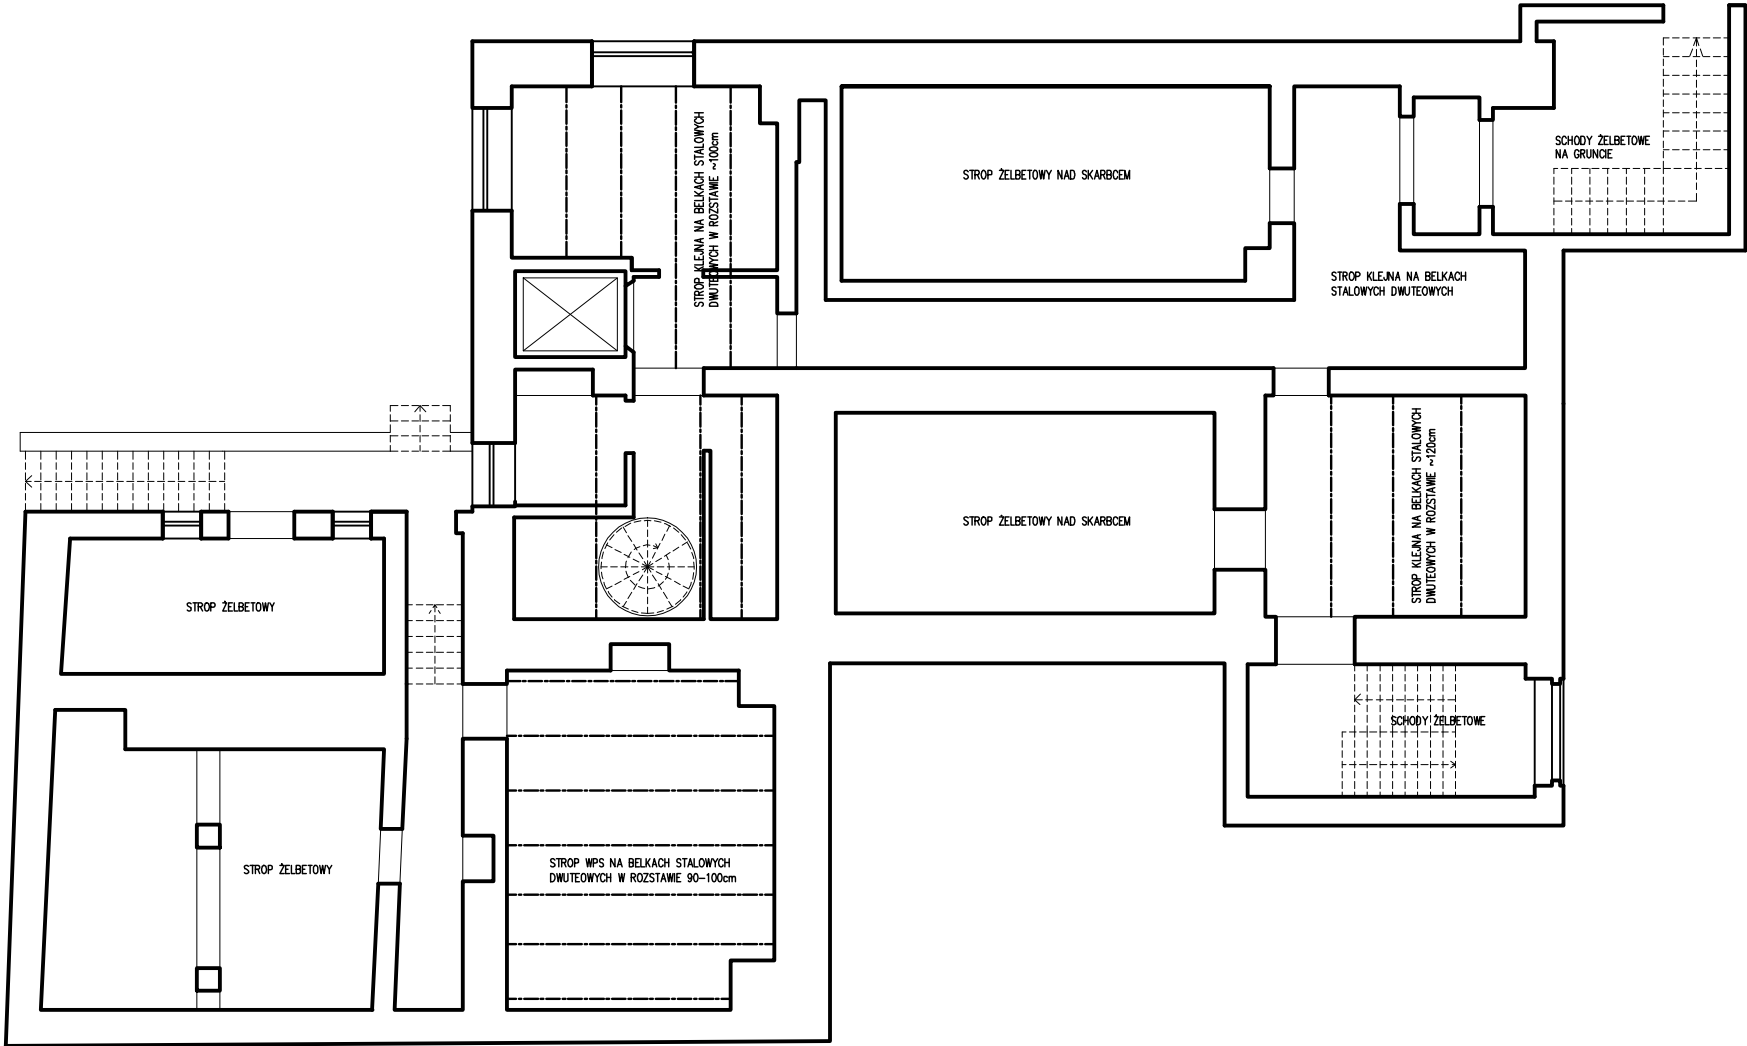 STROP KLEJNA NA BELKACH STALOWYCH
DWUTEOWYCH W ROZSTAWIE ~100cm
STROP ŻELBETOWY NAD SKARBCEM
SCHODY ŻELBETOWE
NA GRUNCIE
STROP KLEJNA NA BELKACH
STALOWYCH DWUTEOWYCH
STROP ŻELBETOWY NAD SKARBCEM
STROP KLEJNA NA BELKACH STALOWYCH
DWUTEOWYCH W ROZSTAWIE ~120cm
STROP ŻELBETOWY
SCHODY ŻELBETOWE
STROP ŻELBETOWY
STROP WPS NA BELKACH STALOWYCH
DWUTEOWYCH W ROZSTAWIE 90-100cm